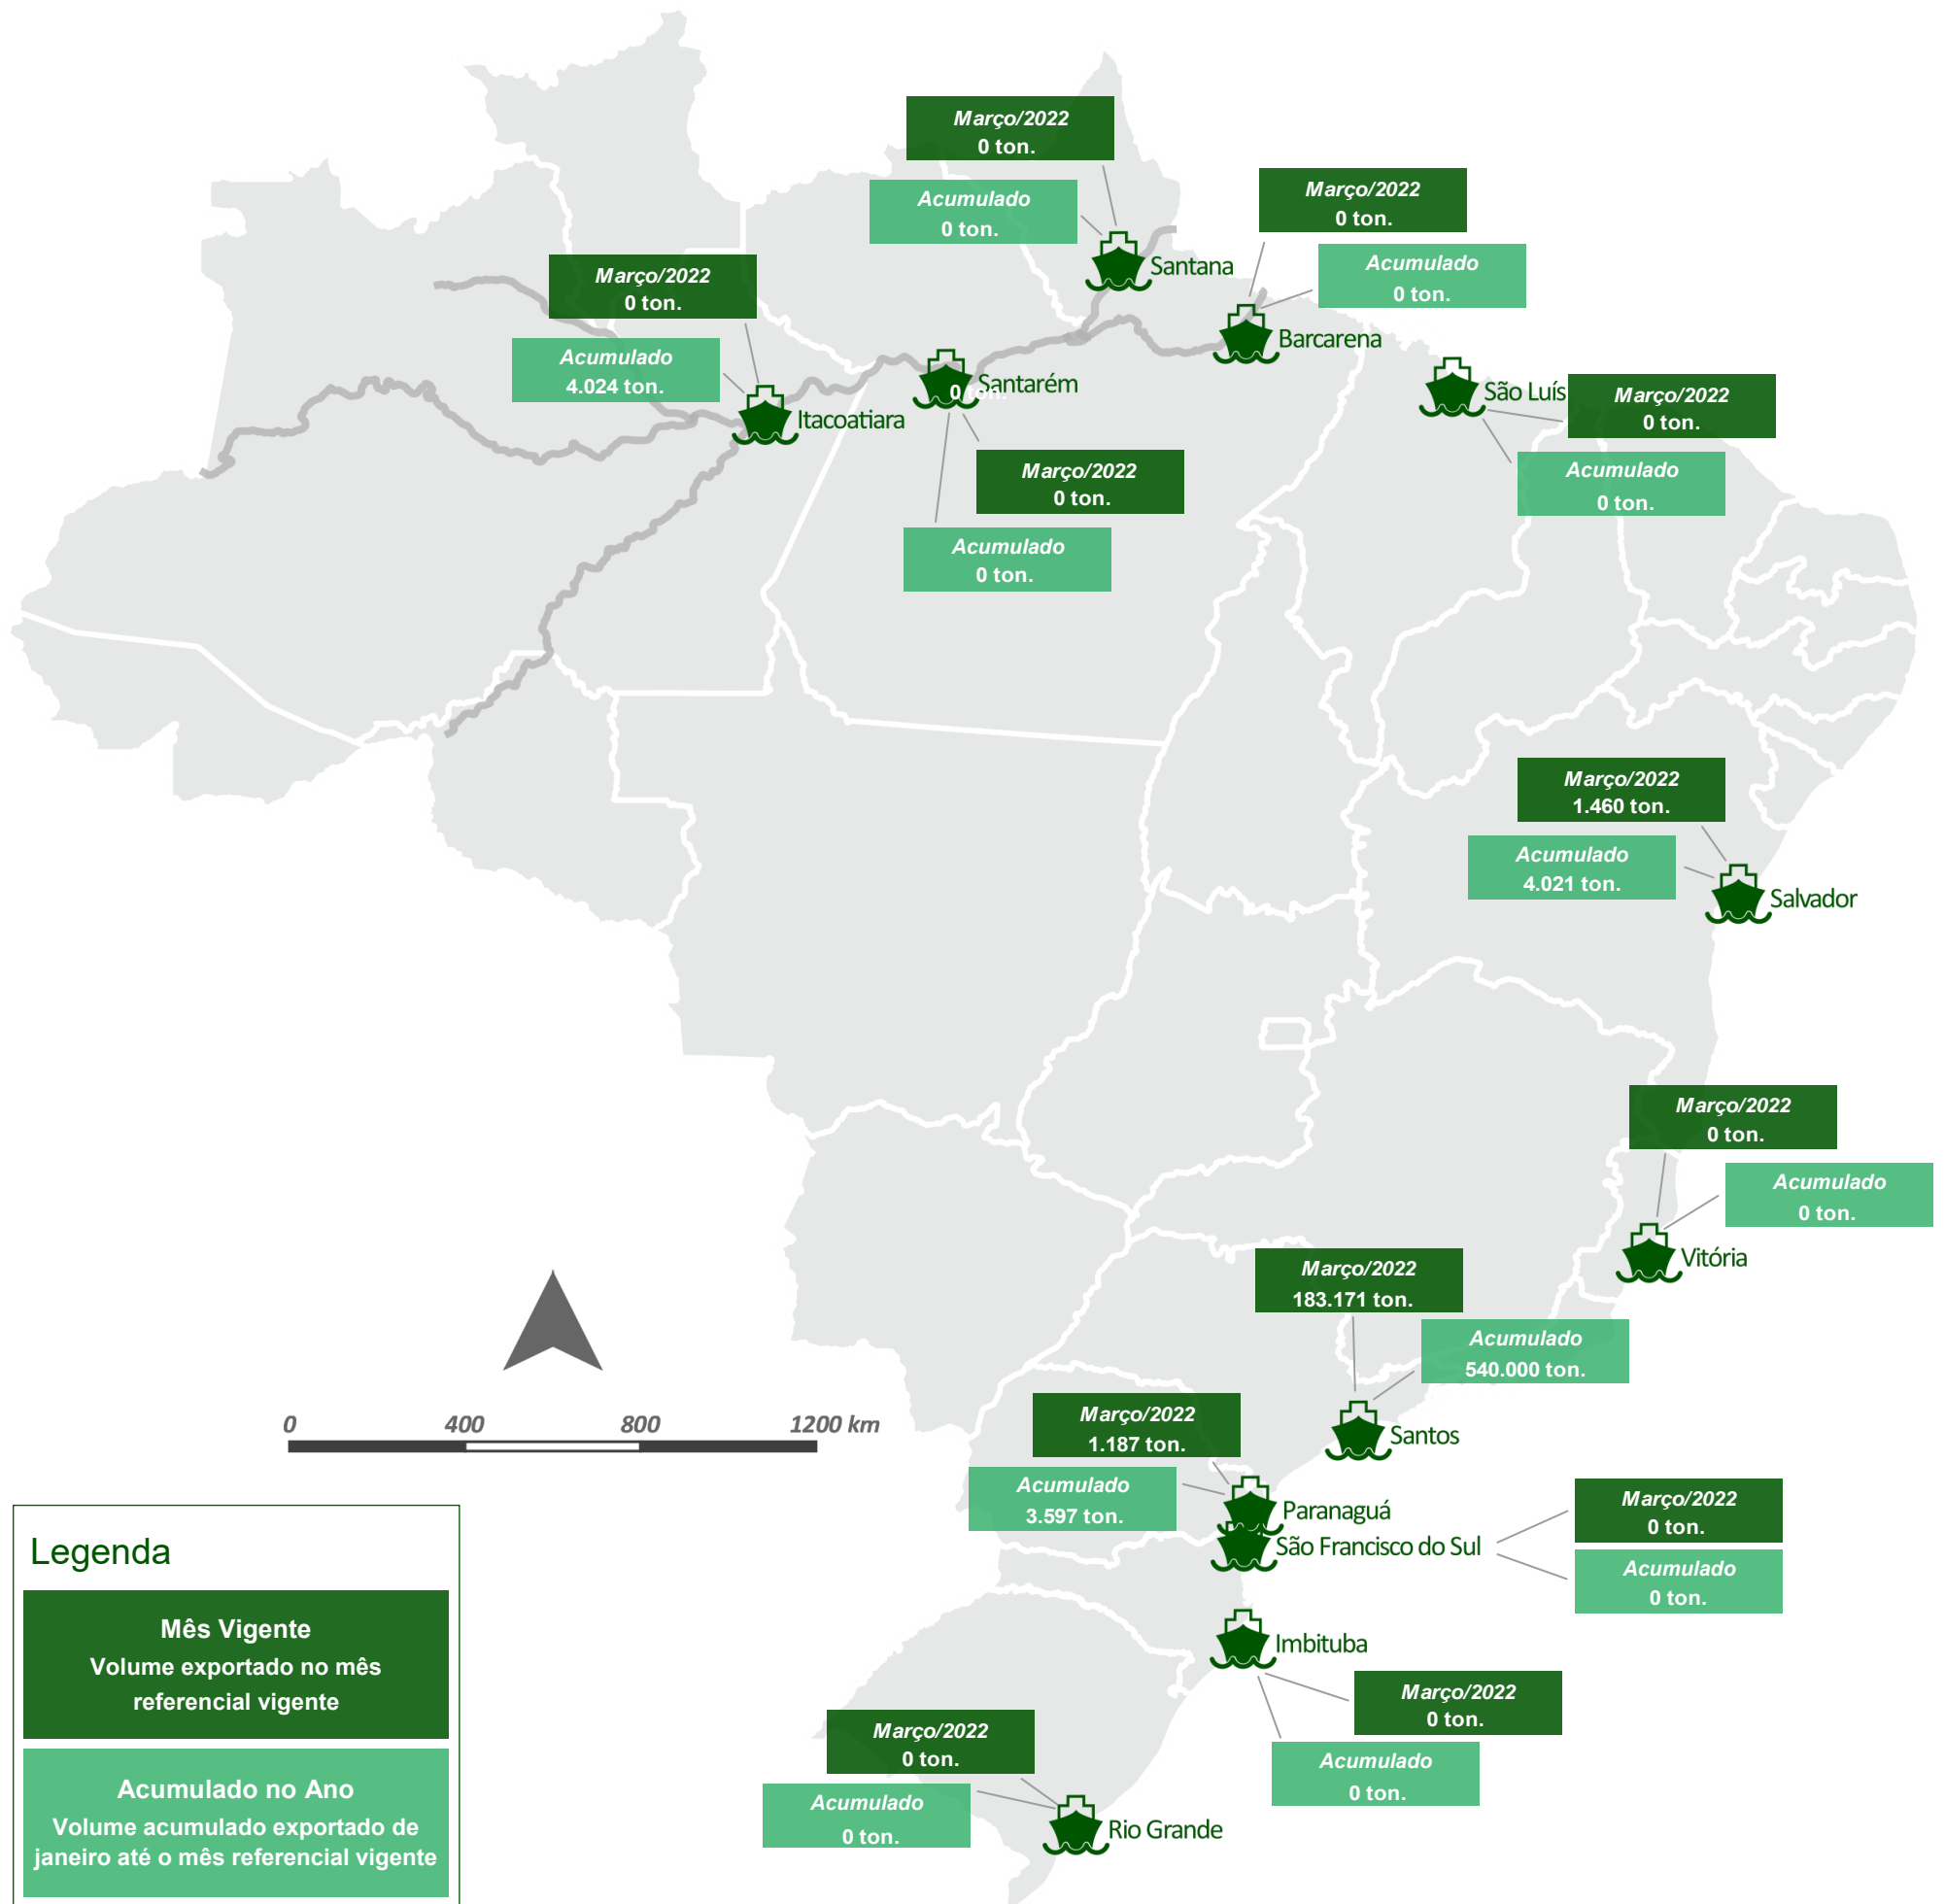 Março/2022
0 ton.
Acumulado
0 ton.
Santana
Março/2022
0 ton.
Acumulado
0 ton.
Barcarena
Março/2022
0 ton.
Acumulado
4.024 ton.
Itacoatiara
Santarém
0 ton.
Março/2022
0 ton.
Acumulado
0 ton.
São Luís
Março/2022
0 ton.
Acumulado
0 ton.
Março/2022
1.460 ton.
Acumulado
4.021 ton.
Salvador
Março/2022
0 ton.
Acumulado
0 ton.
Vitória
Março/2022
183.171 ton.
Acumulado
540.000 ton.
Santos
Março/2022
1.187 ton.
Acumulado
3.597 ton.
Paranaguá
São Francisco do Sul
Março/2022
0 ton.
Acumulado
0 ton.
Imbituba
Março/2022
0 ton.
Acumulado
0 ton.
Março/2022
0 ton.
Acumulado
0 ton.
Rio Grande
0 400 800 1200 km
Legenda
Mês Vigente
Volume exportado no mês
referencial vigente
Acumulado no Ano
Volume acumulado exportado de
janeiro até o mês referencial vigente